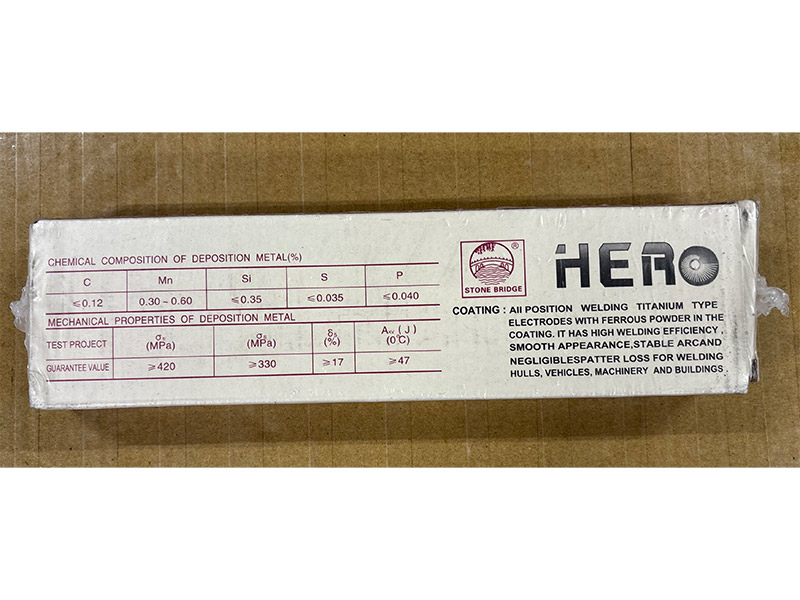 CHEMICAL COMPOSITION OF DEPOSITION METAL(%)
C Mn Si S P
≤0.12 0.30~0.60 ≤0.35 ≤0.035 ≤0.040
MECHANICAL PROPERTIES OF DEPOSITION METAL
TEST PROJECT (MPa) (MPa) δ5 (%) (J) (0℃)
GUARANTEE VALUE ≥420 ≥330 ≥17 ≥47
®
STONE BRIDGE
HERO
COATING : All POSITION WELDING TITANIUM TYPE
ELECTRODES WITH FERROUS POWDER IN THE
COATING. IT HAS HIGH WELDING EFFICIENCY ,
SMOOTH APPEARANCE,STABLE ARCAND
NEGLIGIBLESPATTER LOSS FOR WELDING
HULLS, VEHICLES, MACHINERY AND BUILDINGS